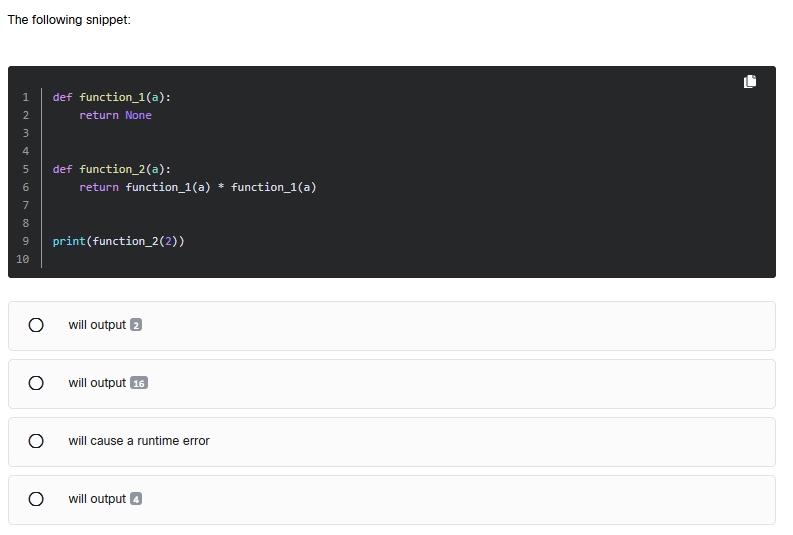 The following snippet:
1 def function_1(a):
2     return None
3
4
5 def function_2(a):
6     return function_1(a) * function_1(a)
7
8
9 print(function_2(2))
10
will output 2
will output 16
will cause a runtime error
will output 4